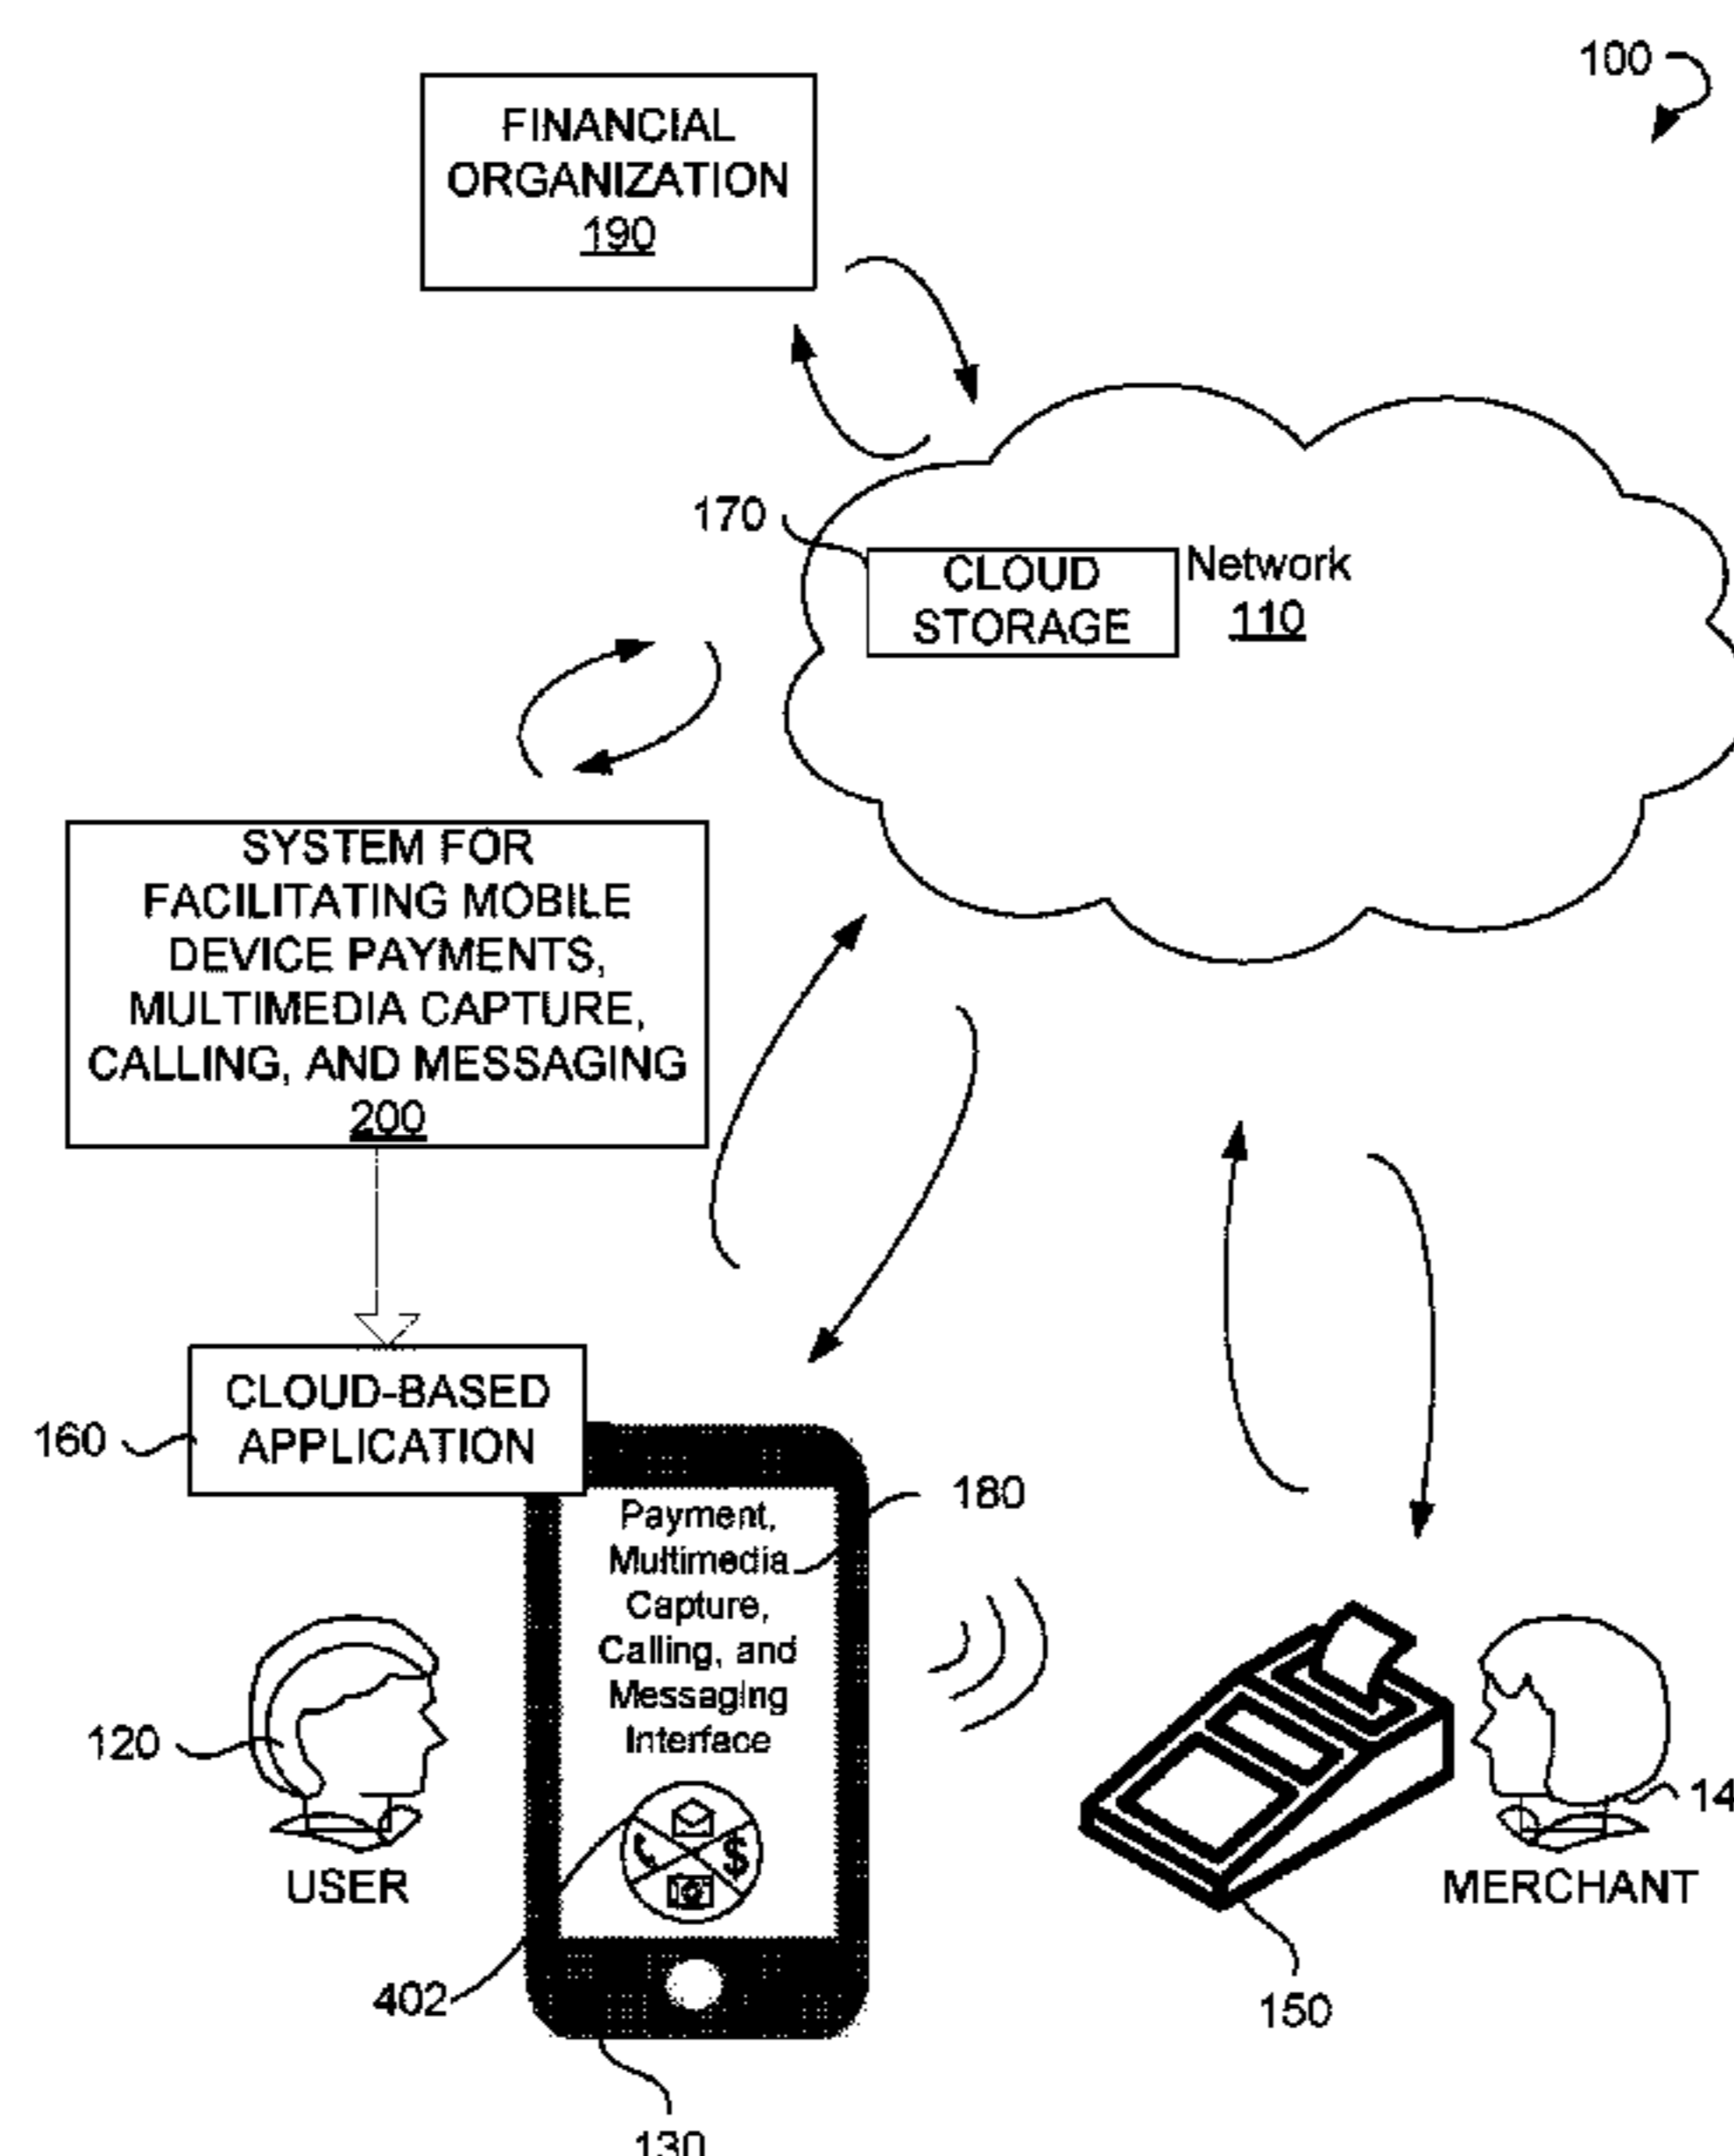 100
FINANCIAL
ORGANIZATION
190
170
CLOUD
STORAGE
Network
110
SYSTEM FOR
FACILITATING MOBILE
DEVICE PAYMENTS,
MULTIMEDIA CAPTURE,
CALLING, AND MESSAGING
200
CLOUD-BASED
APPLICATION
160
180
Payment,
Multimedia
Capture,
Calling, and
Messaging
Interface
120
14
$
USER
MERCHANT
402
150
130